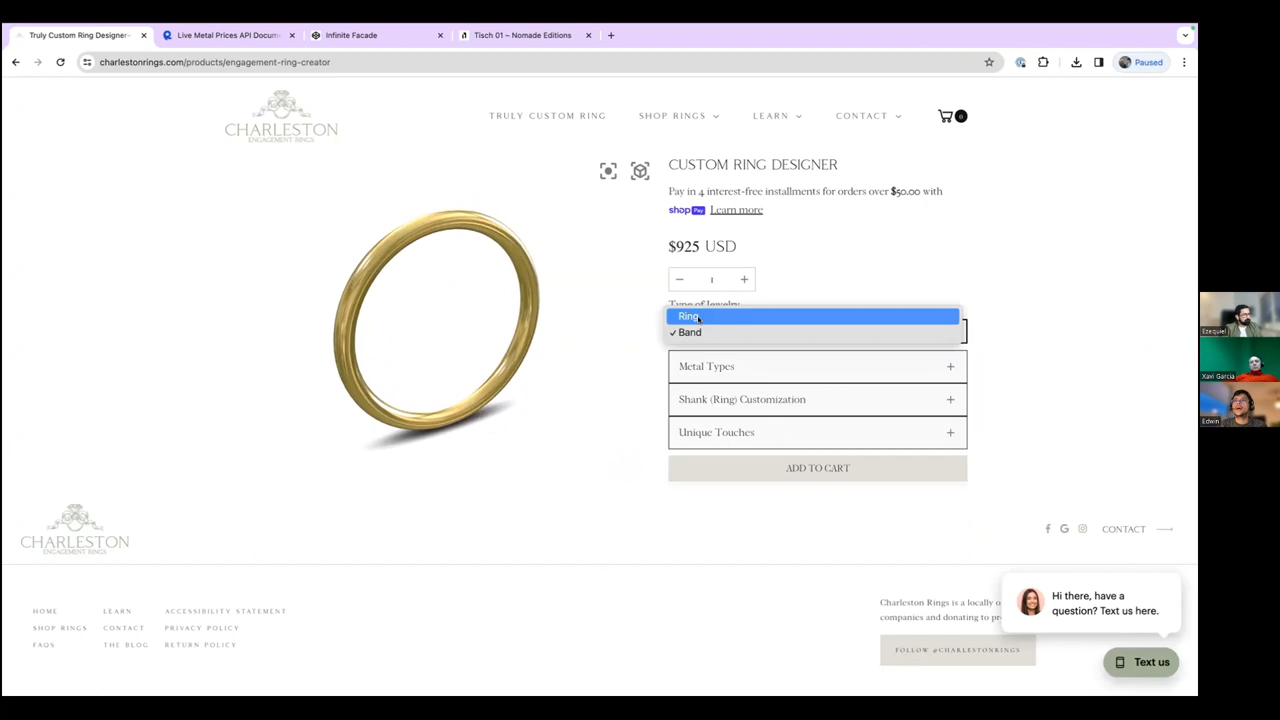 Truly Custom Ring Designer-
Live Metal Prices API Docum
Infinite Facade
Tisch 01 – Nomade Editions
charlestonrings.com/products/engagement-ring-creator
Paused
CHARLESTON
ENGAGEMENT RINGS
TRULY CUSTOM RING
SHOP RINGS
LEARN
CONTACT
0
CUSTOM RING DESIGNER
Pay in 4 interest-free installments for orders over $50.00 with
shop Pay Learn more
$925 USD
1
Type of Jewelry
Ring
✓ Band
Metal Types
Shank (Ring) Customization
Unique Touches
ADD TO CART
Ezequiel
Xavi Garcia
Edwin
CHARLESTON
ENGAGEMENT RINGS
CONTACT
HOME
LEARN
ACCESSIBILITY STATEMENT
SHOP RINGS
CONTACT
PRIVACY POLICY
FAQS
THE BLOG
RETURN POLICY
Charleston Rings is a locally o
companies and donating to pr
FOLLOW @CHARLESTONRINGS
Hi there, have a
question? Text us here.
Text us